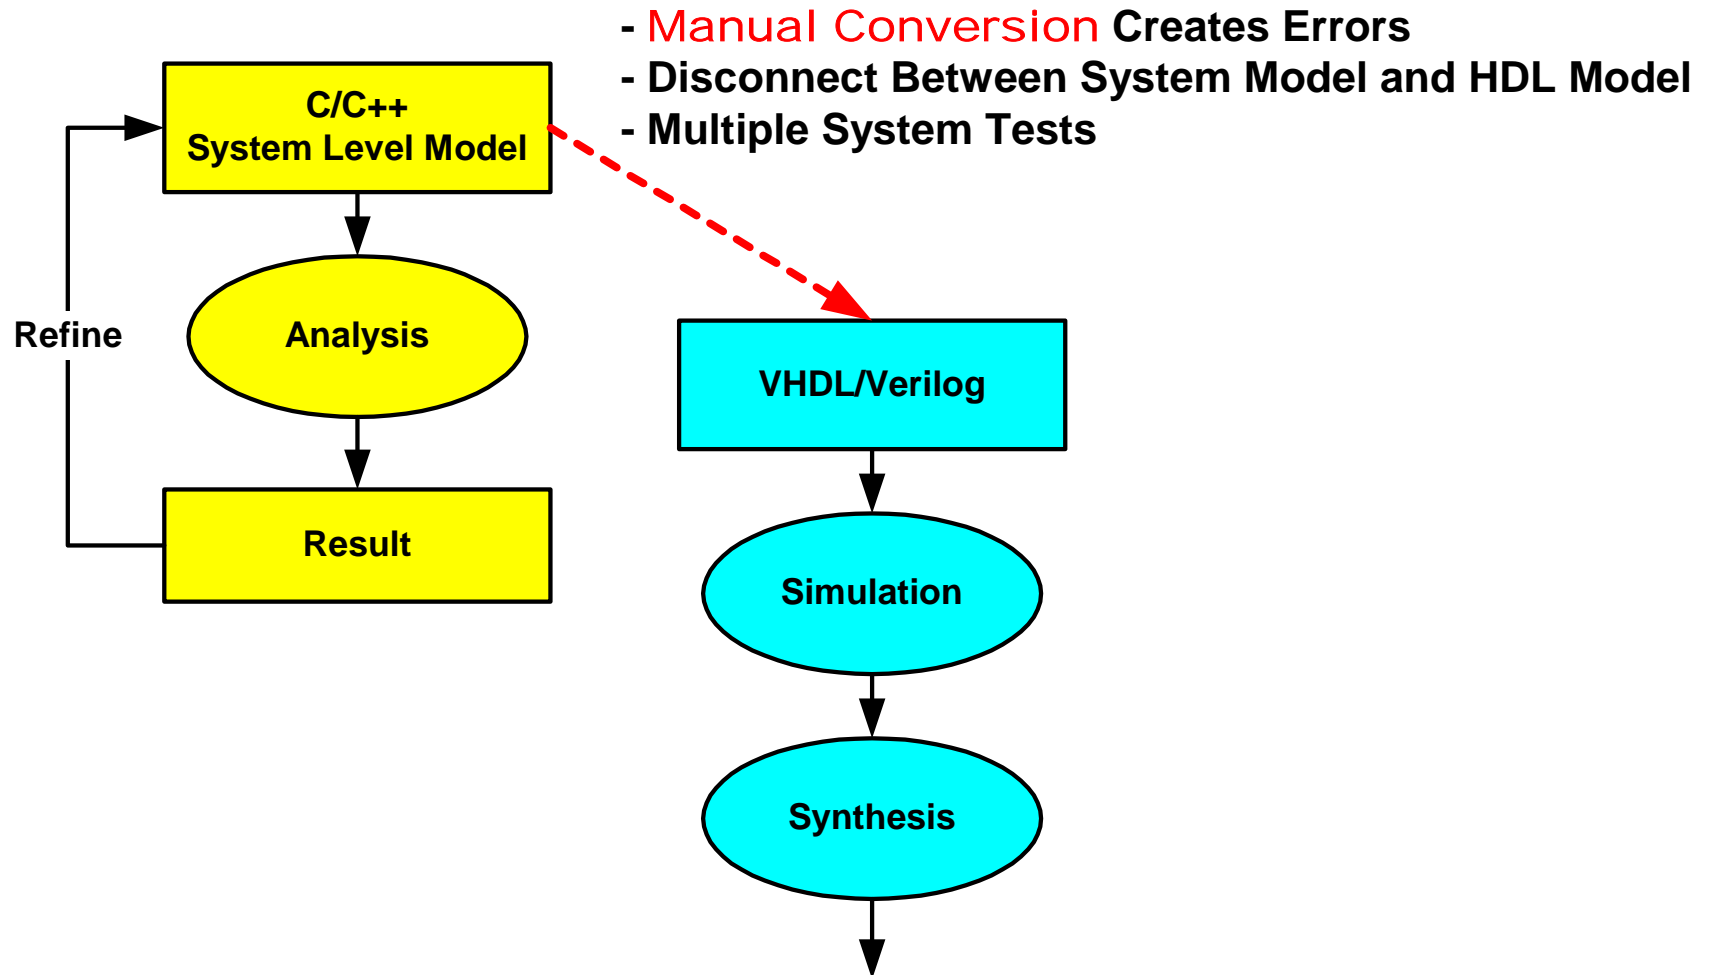 - Manual Conversion Creates Errors
- Disconnect Between System Model and HDL Model
- Multiple System Tests
C/C++
System Level Model
Refine
Analysis
Result
VHDL/Verilog
Simulation
Synthesis